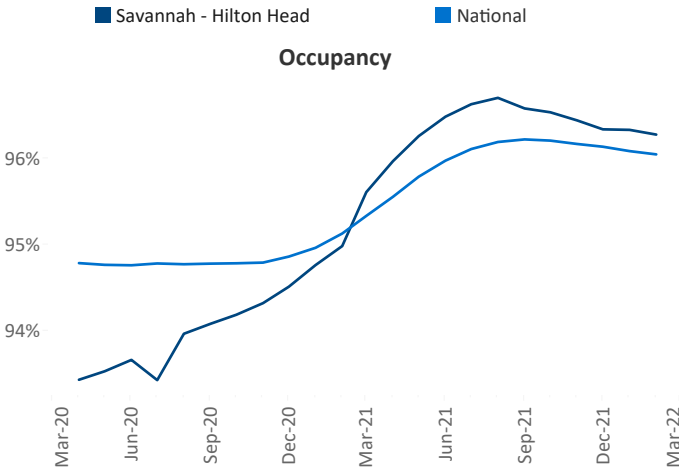 Savannah - Hilton Head National
Occupancy
96%
95%
94%
Mar-20 Jun-20 Sep-20 Dec-20 Mar-21 Jun-21 Sep-21 Dec-21 Mar-22